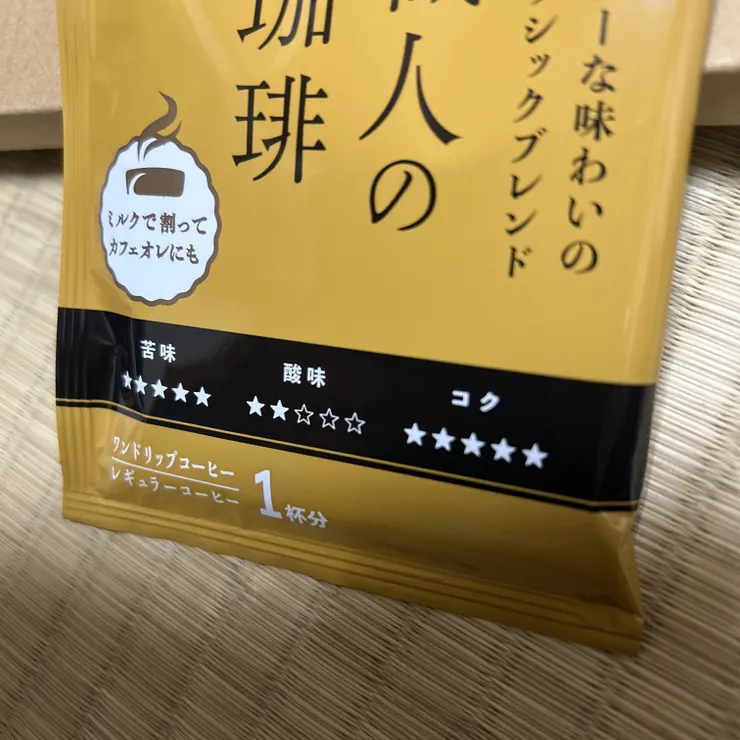 ーな味わいの
シックブレンド
人の
珈琲
ミルクで割って
カフェオレにも
苦味
★★★★★
酸味
★★☆☆☆
コク
★★★★★
ワンドリップコーヒー
レギュラーコーヒー
1杯分